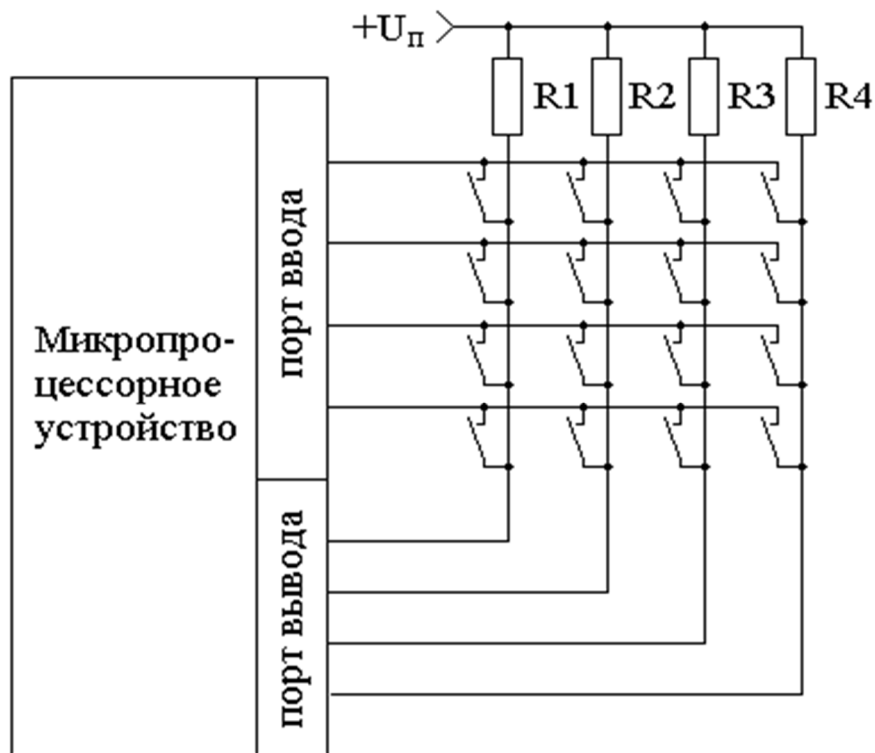 +Uп
R1 R2 R3 R4
порт ввода
Микропро-
цессорное
устройство
порт вывода